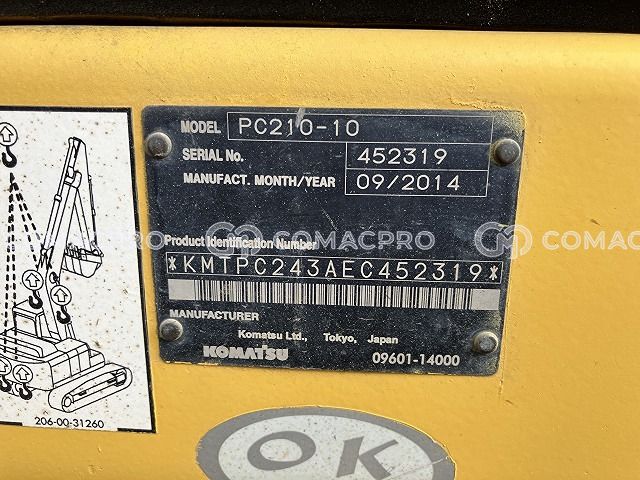 MODEL PC210-10
SERIAL No. 452319
MANUFACT. MONTH/YEAR 09/2014
COMACPRO COMACPRO COMACPRO
Product Identification Number
*KMTPC243AEC452319*
MANUFACTURER
Komatsu Ltd., Tokyo, Japan
KOMATSU 09601-14000
206-00-31260
OK